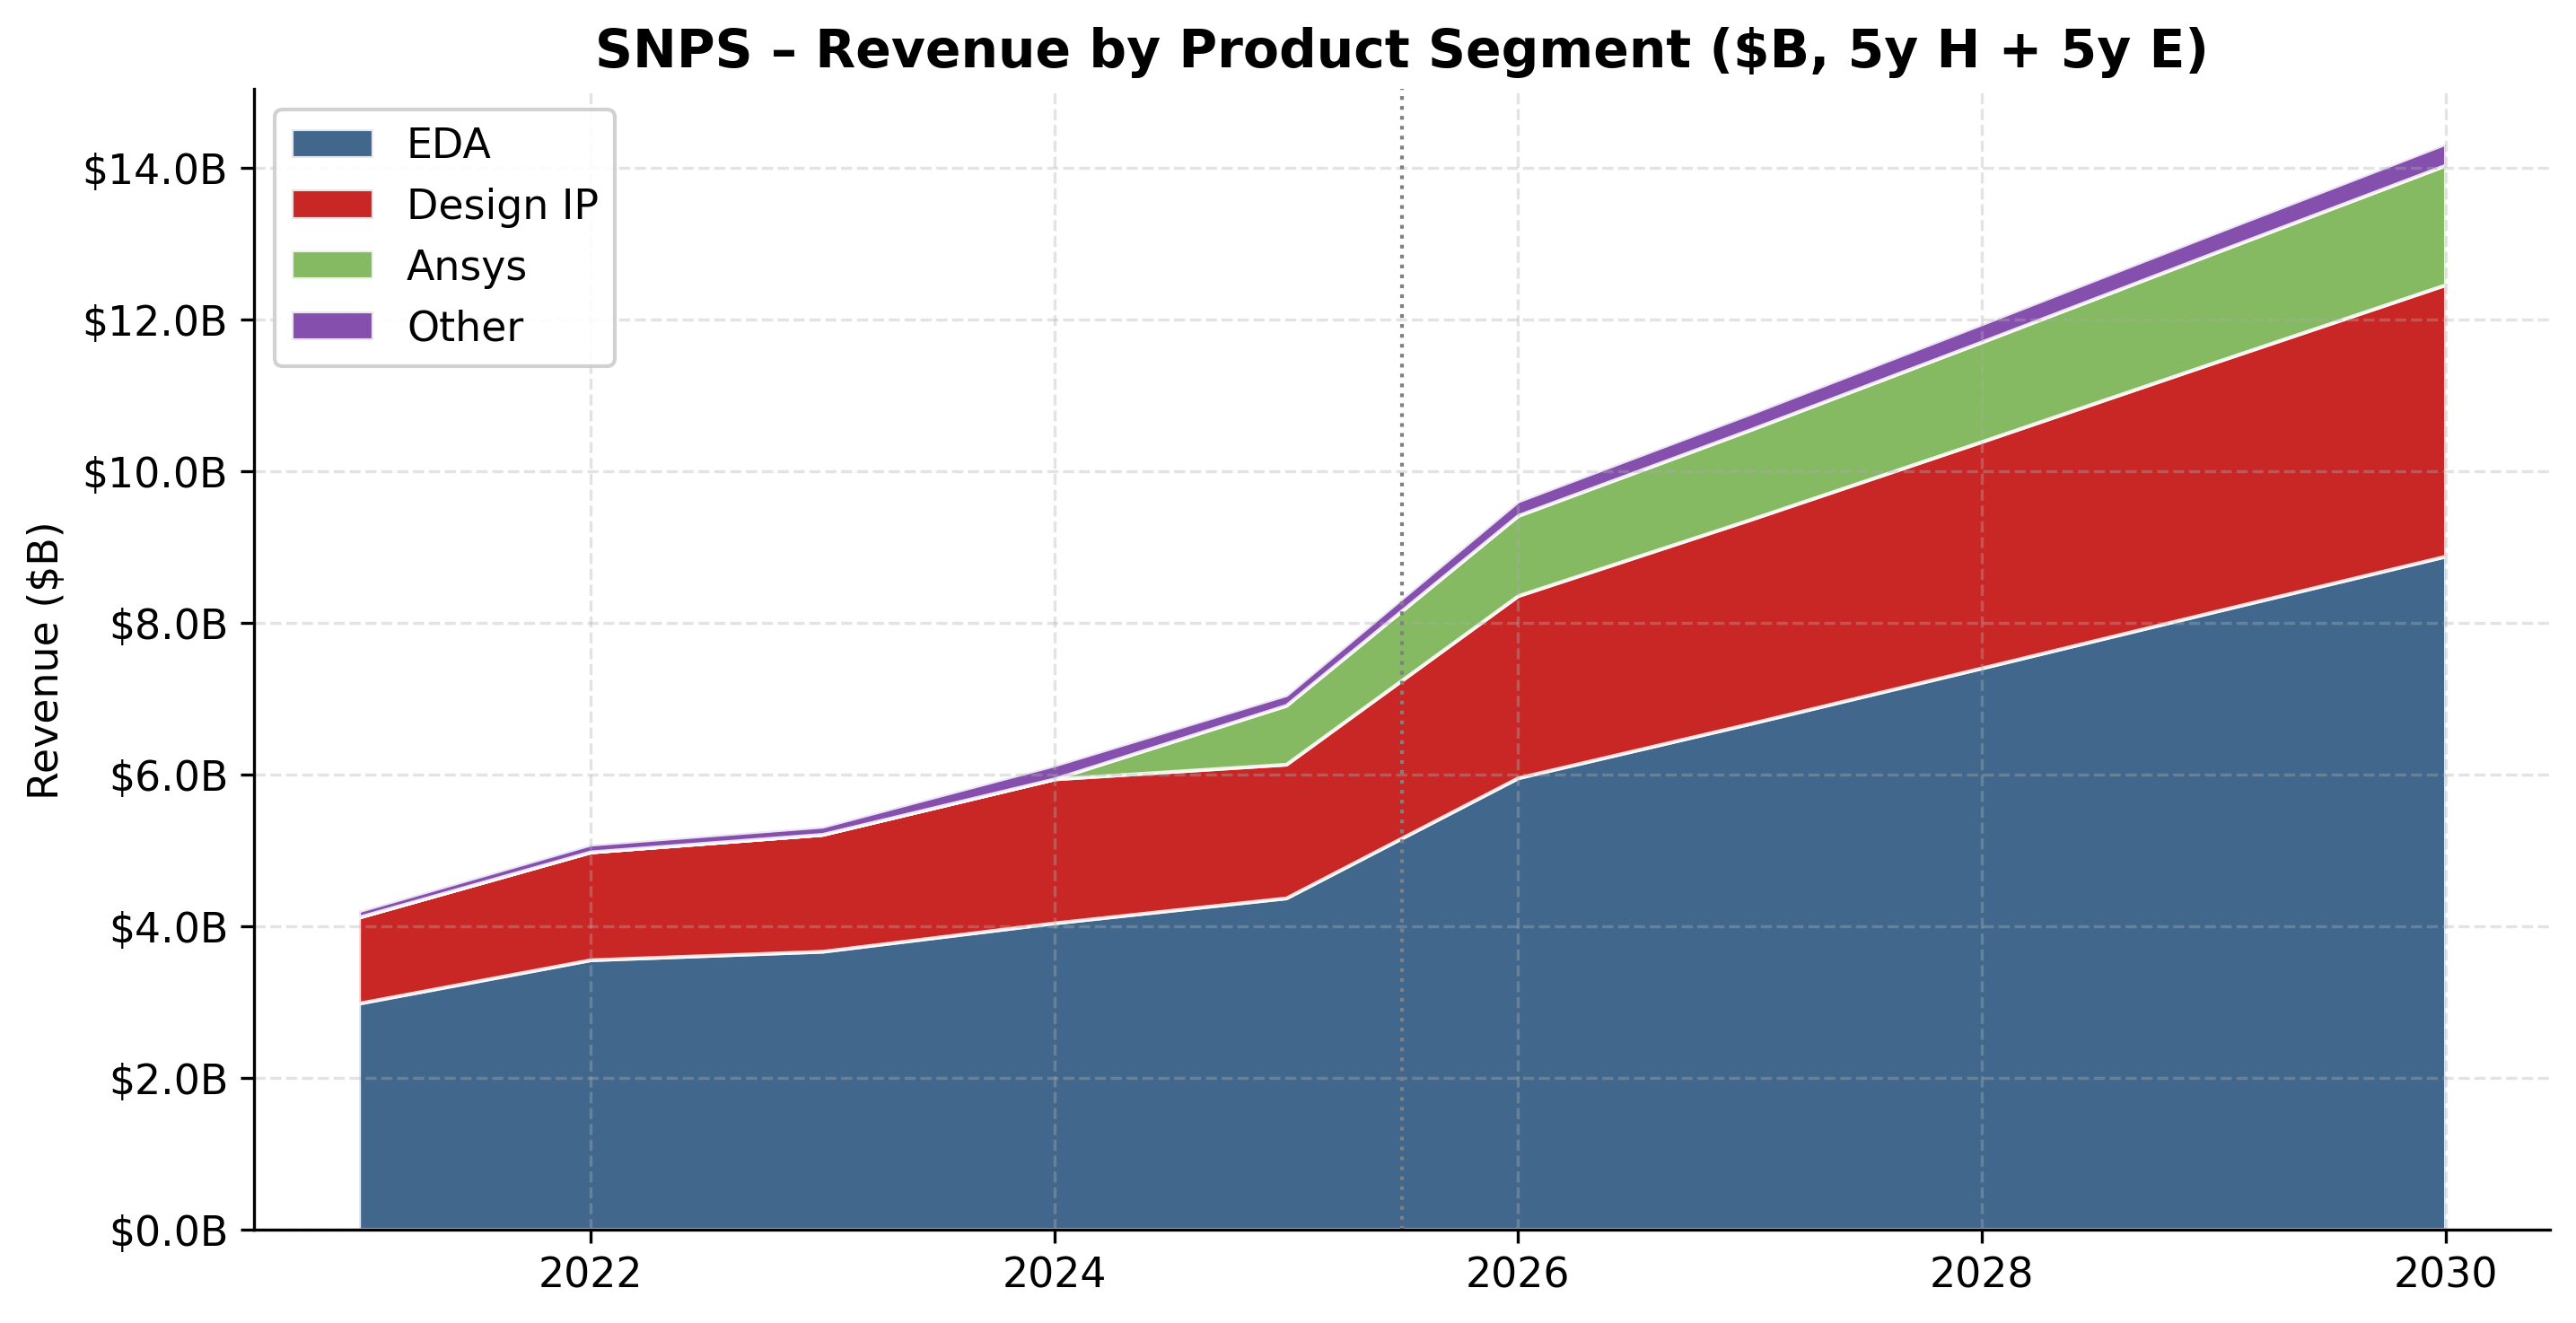 SNPS – Revenue by Product Segment ($B, 5y H + 5y E)
EDA
Design IP
Ansys
Other
Revenue ($B)
$14.0B
$12.0B
$10.0B
$8.0B
$6.0B
$4.0B
$2.0B
$0.0B
2022
2024
2026
2028
2030